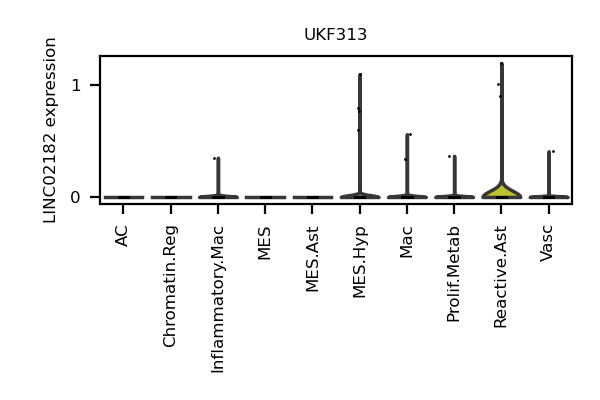 UKF313
LINC02182 expression
1
0
AC
Chromatin.Reg
Inflammatory.Mac
MES
MES.Ast
MES.Hyp
Mac
Prolif.Metab
Reactive.Ast
Vasc